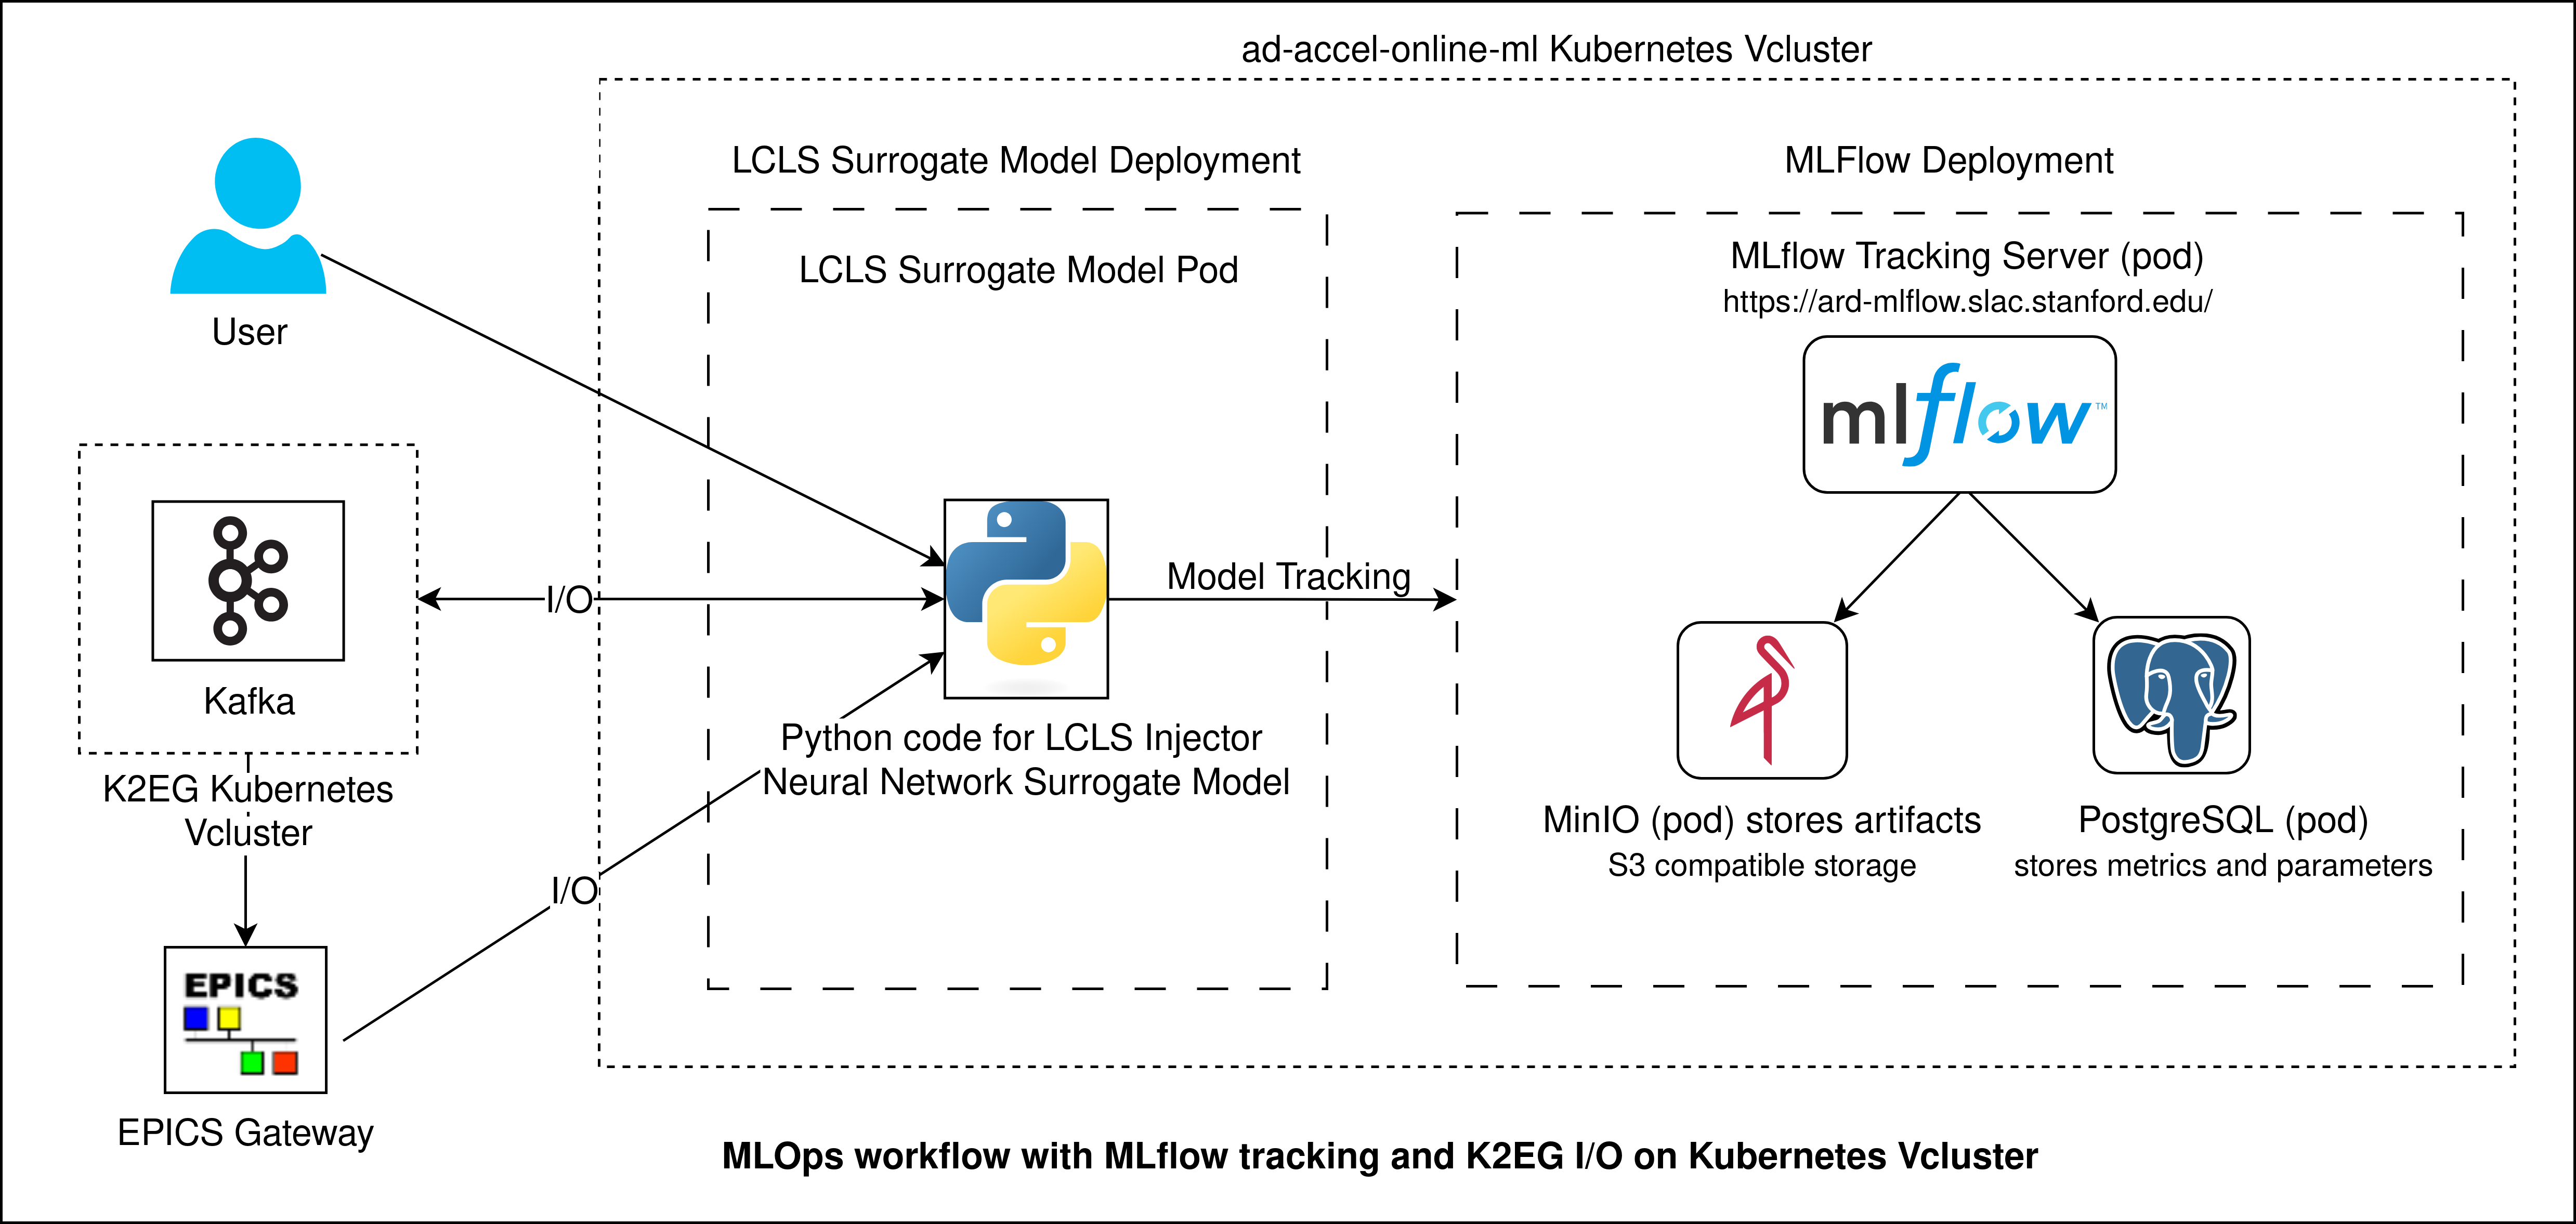 ad-accel-online-ml Kubernetes Vcluster
LCLS Surrogate Model Deployment
MLFlow Deployment
LCLS Surrogate Model Pod
MLflow Tracking Server (pod)
https://ard-mlflow.slac.stanford.edu/
User
mlflow™
Kafka
I/O
Model Tracking
K2EG Kubernetes
Vcluster
Python code for LCLS Injector
Neural Network Surrogate Model
MinIO (pod) stores artifacts
S3 compatible storage
PostgreSQL (pod)
stores metrics and parameters
I/O
EPICS
EPICS Gateway
MLOps workflow with MLflow tracking and K2EG I/O on Kubernetes Vcluster